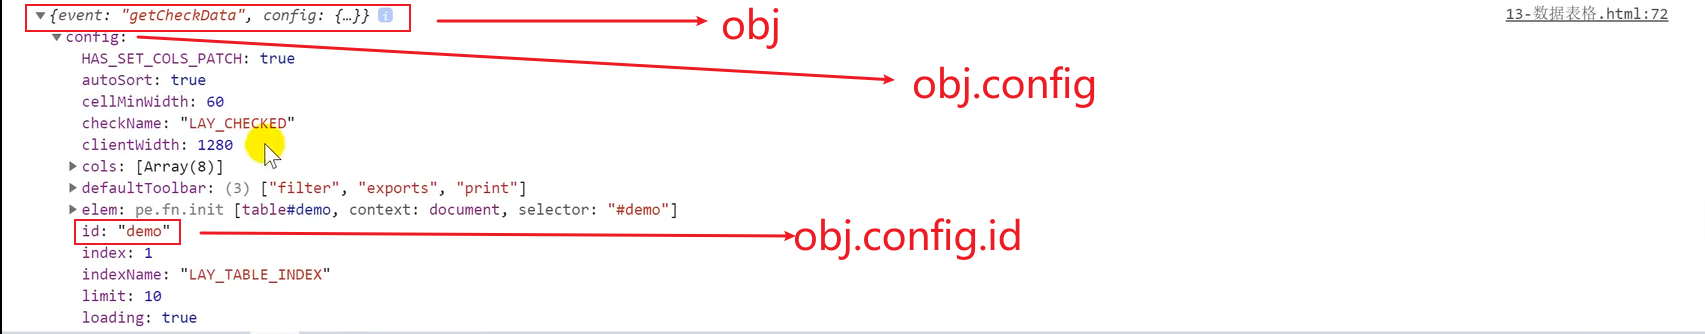 {event: "getCheckData", config: {…}} i obj 13-数据表格.html:72
config: obj.config
HAS_SET_COLS_PATCH: true
autoSort: true
cellMinWidth: 60
checkName: "LAY_CHECKED"
clientWidth: 1280
cols: [Array(8)]
defaultToolbar: (3) ["filter", "exports", "print"]
elem: pe.fn.init [table#demo, context: document, selector: "#demo"]
id: "demo" obj.config.id
index: 1
indexName: "LAY_TABLE_INDEX"
limit: 10
loading: true